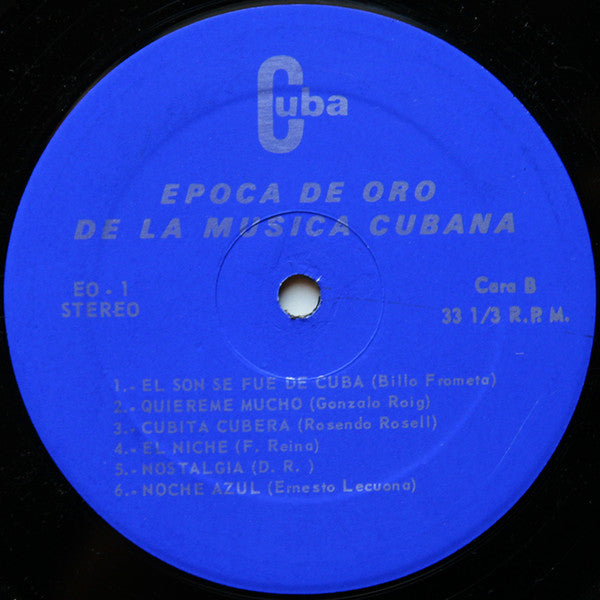 Cuba
EPOCA DE ORO
DE LA MUSICA CUBANA
EO - 1
STEREO
Cara B
33 1/3 R.P M.
1.- EL SON SE FUE DE CUBA (Billo Frometa)
2.- QUIEREME MUCHO (Gonzalo Roig)
3.- CUBITA CUBERA (Rosendo Rosell)
4.- EL NICHE (F. Reina)
5.- NOSTALGIA (D. R. )
6.- NOCHE AZUL (Ernesto Lecuona)